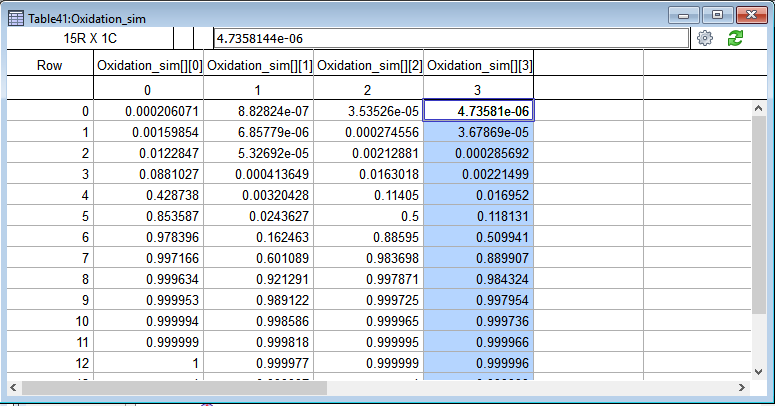 Table41:Oxidation_sim
15R X 1C 4.7358144e-06
Row Oxidation_sim[][0] Oxidation_sim[][1] Oxidation_sim[][2] Oxidation_sim[][3]
0 1 2 3
0 0.000206071 8.82824e-07 3.53526e-05 4.73581e-06
1 0.00159854 6.85779e-06 0.000274556 3.67869e-05
2 0.0122847 5.32692e-05 0.00212881 0.000285692
3 0.0881027 0.000413649 0.0163018 0.00221499
4 0.428738 0.00320428 0.11405 0.016952
5 0.853587 0.0243627 0.5 0.118131
6 0.978396 0.162463 0.88595 0.509941
7 0.997166 0.601089 0.983698 0.889907
8 0.999634 0.921291 0.997871 0.984324
9 0.999953 0.989122 0.999725 0.997954
10 0.999994 0.998586 0.999965 0.999736
11 0.999999 0.999818 0.999995 0.999966
12 1 0.999977 0.999999 0.999996